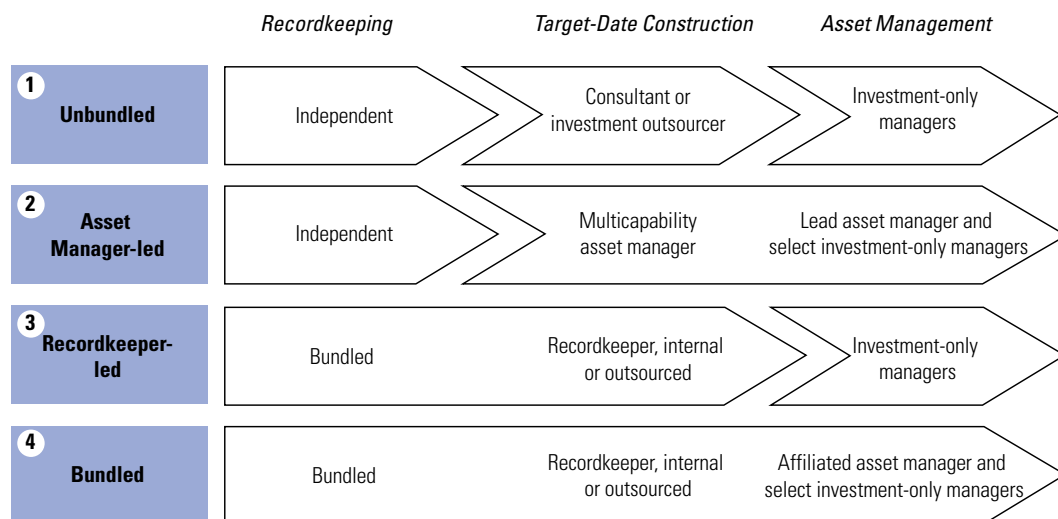 Recordkeeping
Target-Date Construction
Asset Management
1
Unbundled
Independent
Consultant or
investment outsourcer
Investment-only
managers
2
Asset
Manager-led
Independent
Multicapability
asset manager
Lead asset manager and
select investment-only managers
3
Recordkeeper-
led
Bundled
Recordkeeper, internal
or outsourced
Investment-only
managers
4
Bundled
Bundled
Recordkeeper, internal
or outsourced
Affiliated asset manager and
select investment-only managers